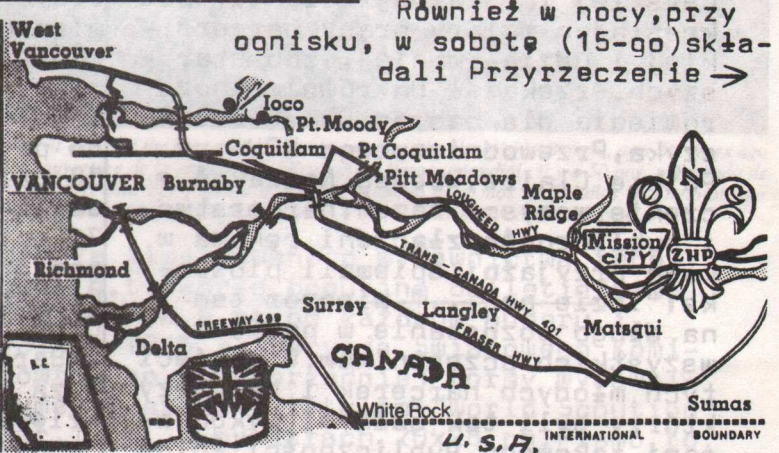 Również w nocy,przy
ognisku, w sobotę (15-go)skła-
dali Przyrzeczenie →
West
Vancouver
Ioco
Pt. Moody
Coquitlam
Pt Coquitlam
VANCOUVER
Burnaby
Pitt Meadows
LOUGHEED HWY
Maple
Ridge
Mission
CITY
O N C
ZHP
Richmond
TRANS CANADA HWY 401
Surrey
Langley
Matsqui
FREEWAY 499
FRASER HWY
Delta
CANADA
B.C.
White Rock
Sumas
U.S.A.
INTERNATIONAL BOUNDARY